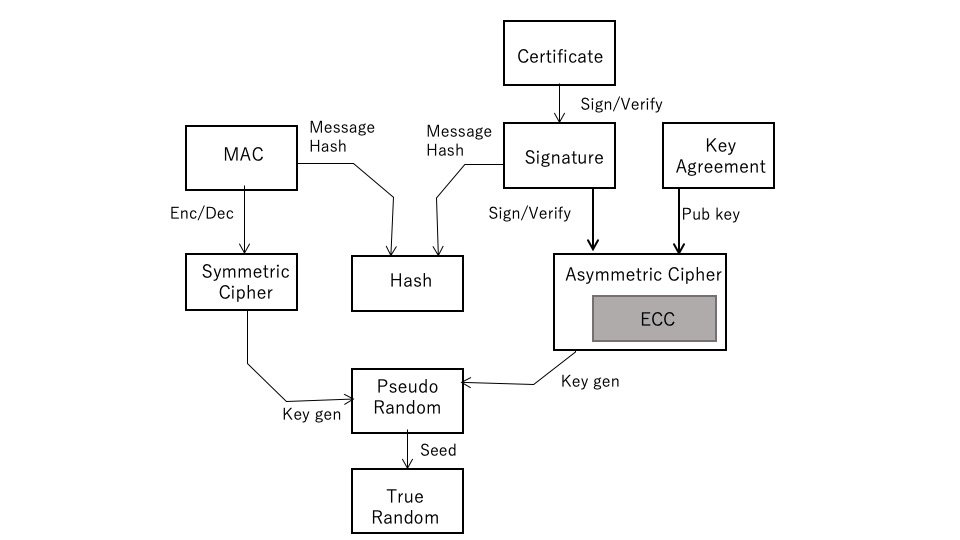 Certificate
Sign/Verify
MAC
Message
Hash
Message
Hash
Signature
Key
Agreement
Enc/Dec
Sign/Verify
Pub key
Symmetric
Cipher
Hash
Asymmetric Cipher
ECC
Key gen
Pseudo
Random
Key gen
Seed
True
Random